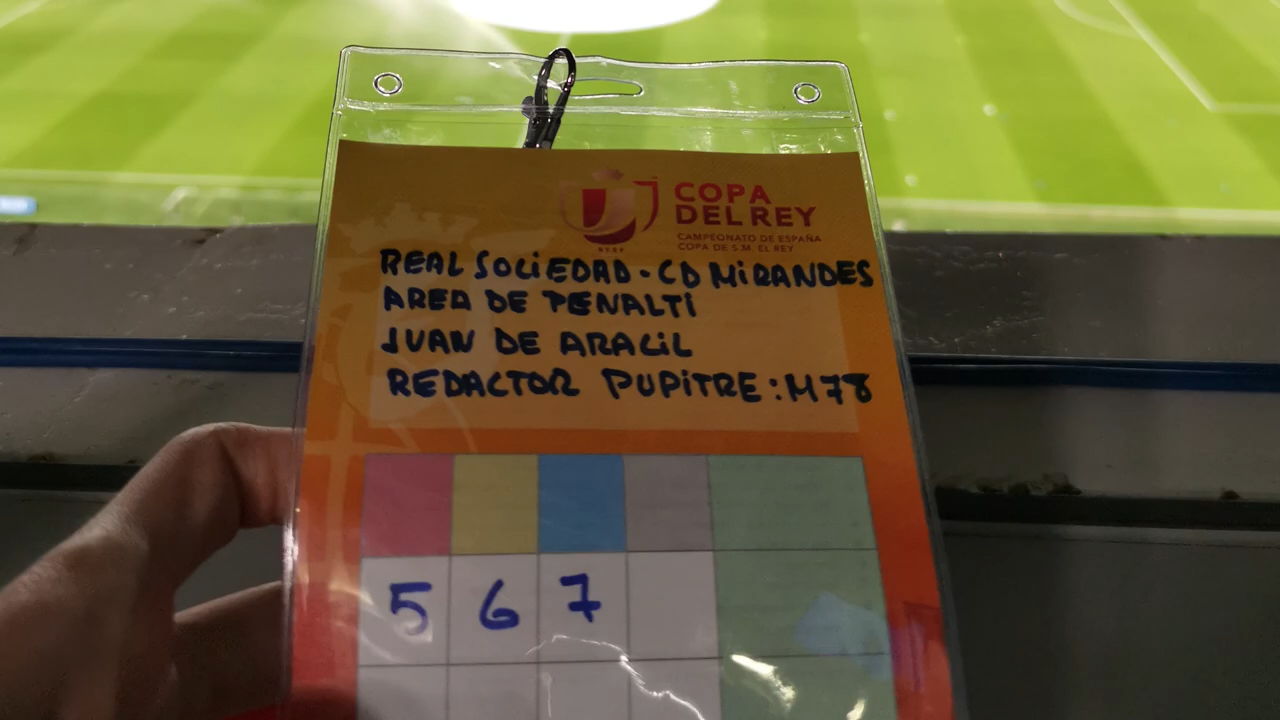 COPA
DEL REY
CAMPEONATO DE ESPAÑA
COPA DE S.M. EL REY
REAL SOCIEDAD - CD MIRANDES
AREA DE PENALTI
JUAN DE ARACIL
REDACTOR PUPITRE: M78
5 6 7